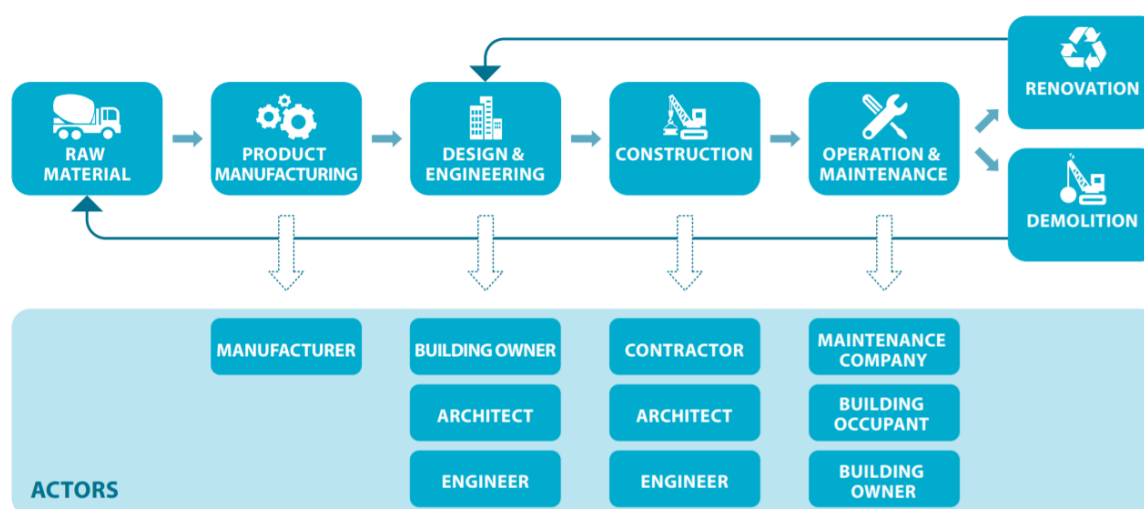 RAW
MATERIAL
PRODUCT
MANUFACTURING
DESIGN &
ENGINEERING
CONSTRUCTION
OPERATION &
MAINTENANCE
RENOVATION
DEMOLITION
MANUFACTURER
BUILDING OWNER
CONTRACTOR
MAINTENANCE
COMPANY
ARCHITECT
ARCHITECT
BUILDING
OCCUPANT
ENGINEER
ENGINEER
BUILDING
OWNER
ACTORS